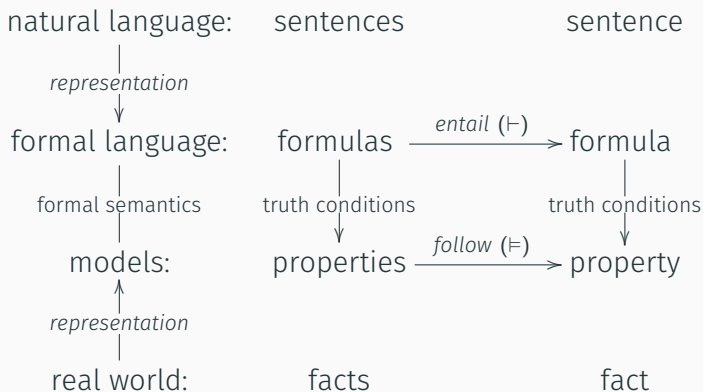 natural language: sentences sentence
representation
formal language: formulas entail (⊢) formula
formal semantics truth conditions truth conditions
models: properties follow (⊨) property
representation
real world: facts fact